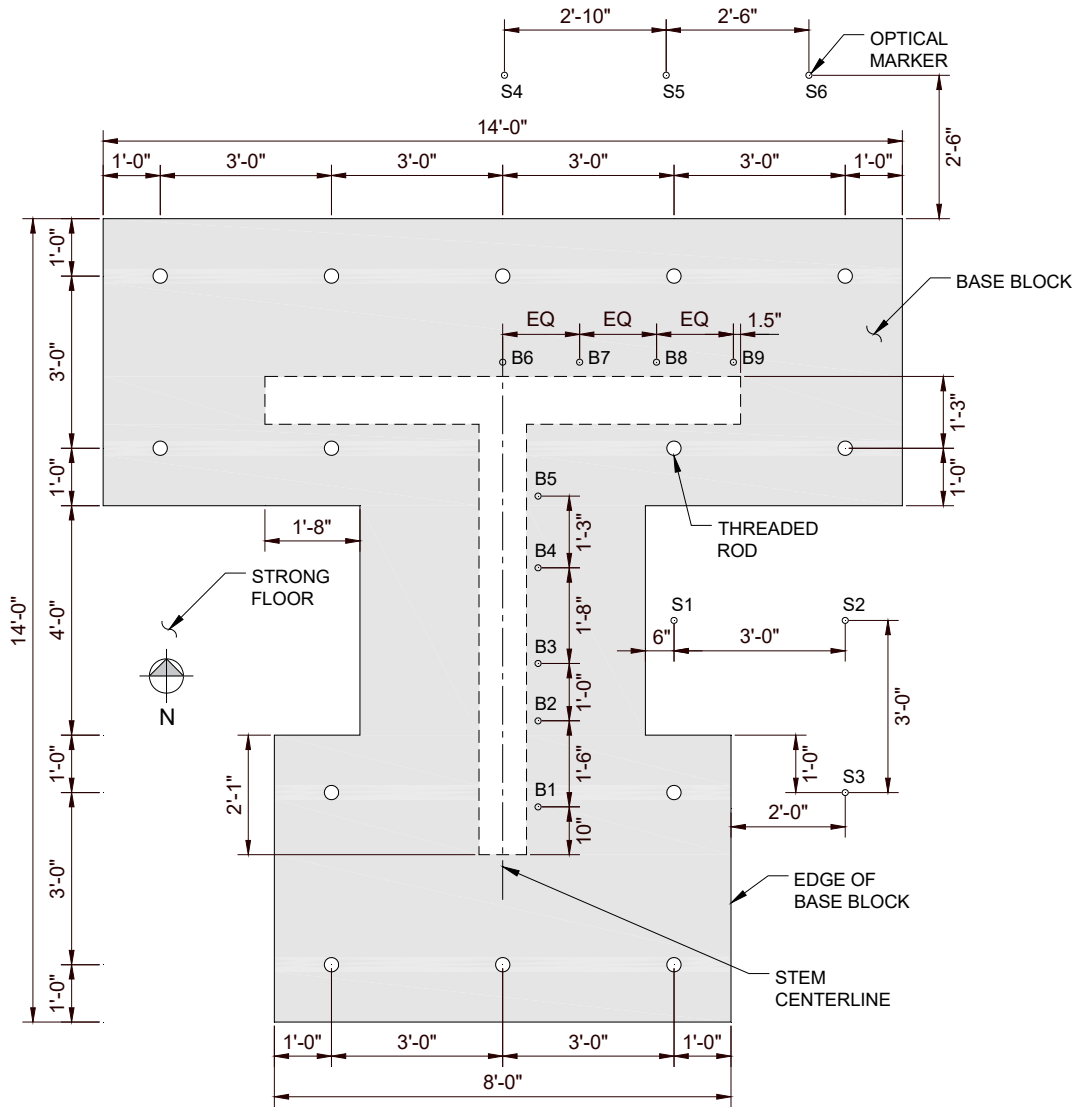 2'-10"
2'-6"
OPTICAL
MARKER
S4
S5
S6
14'-0"
2'-6"
1'-0"
3'-0"
3'-0"
3'-0"
3'-0"
1'-0"
1'-0"
BASE BLOCK
EQ
EQ
EQ
1.5"
B6
B7
B8
B9
3'-0"
1'-3"
1'-0"
1'-0"
B5
1'-3"
THREADED
ROD
1'-8"
B4
STRONG
FLOOR
14'-0"
4-0"
1'-8"
S1
S2
6"
3'-0"
B3
1'-0"
3'-0"
N
B2
1'-0"
1'-6"
1'-0"
S3
2'-1"
B1
2'-0"
10"
3'-0"
EDGE OF
BASE BLOCK
STEM
CENTERLINE
1'-0"
1'-0"
3'-0"
3'-0"
1'-0"
8'-0"